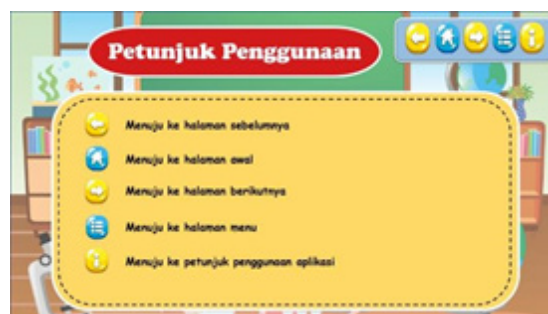 Petunjuk Penggunaan
Menuju ke halaman sebelumnya
Menuju ke halaman awal
Menuju ke halaman berikutnya
Menuju ke halaman menu
Menuju ke petunjuk penggunaan aplikasi